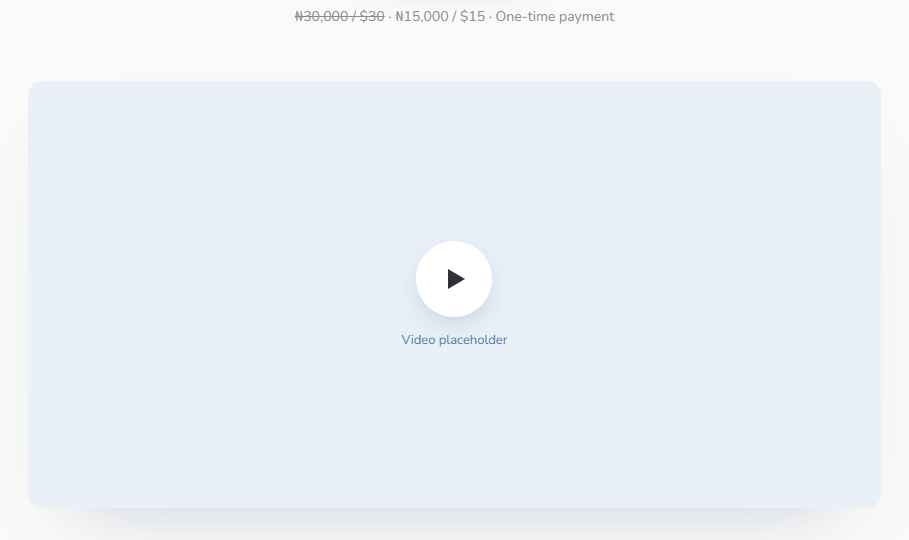 ₦30,000 / $30 · ₦15,000 / $15 · One-time payment
Video placeholder